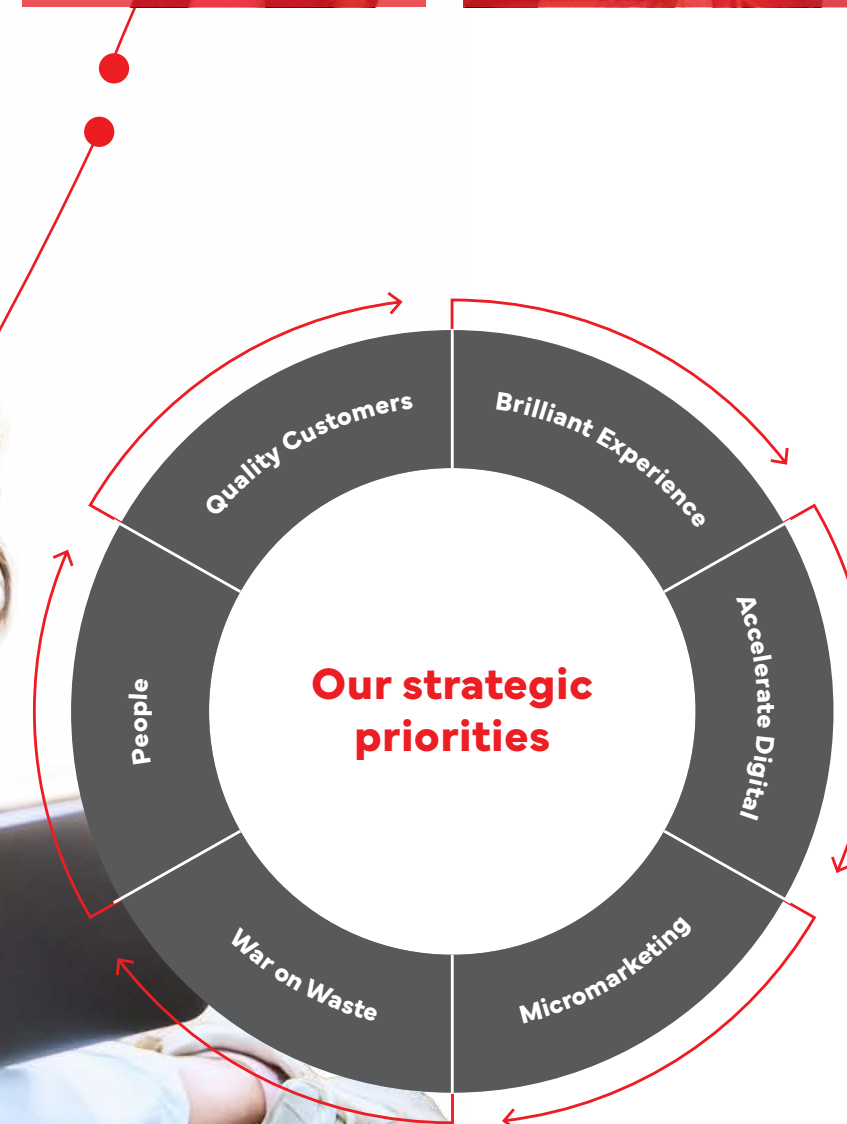 Our strategic
priorities
Brilliant Experience
Accelerate Digital
Micromarketing
War on Waste
People
Quality Customers